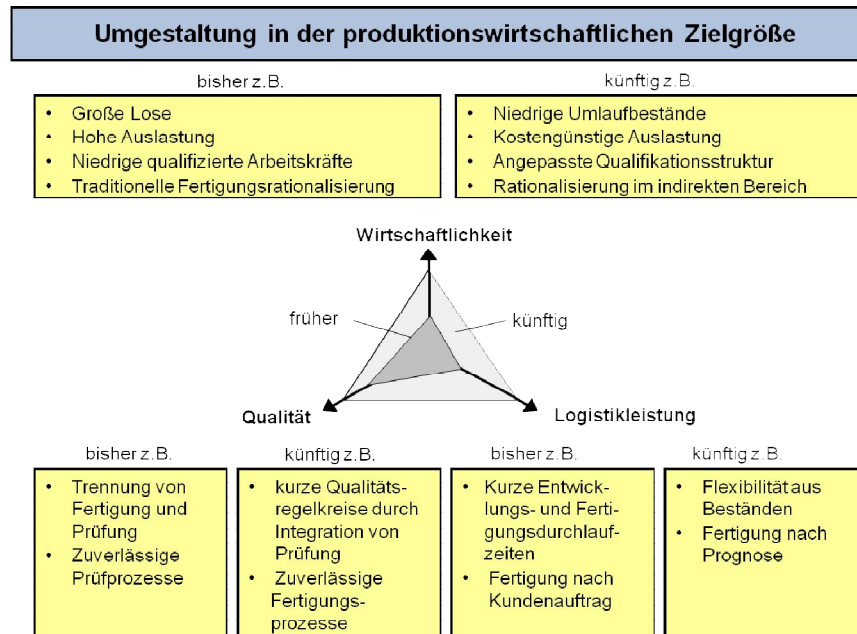 Umgestaltung in der produktionswirtschaftlichen Zielgröße
bisher z.B.
• Große Lose
• Hohe Auslastung
• Niedrige qualifizierte Arbeitskräfte
• Traditionelle Fertigungsrationalisierung
künftig z.B.
• Niedrige Umlaufbestände
• Kostengünstige Auslastung
• Angepasste Qualifikationsstruktur
• Rationalisierung im indirekten Bereich
Wirtschaftlichkeit
früher
künftig
Qualität
Logistikleistung
bisher z.B.
• Trennung von
Fertigung und
Prüfung
• Zuverlässige
Prüfprozesse
künftig z.B.
• kurze Qualitäts-
regelkreise durch
Integration von
Prüfung
• Zuverlässige
Fertigungs-
prozesse
bisher z.B.
• Kurze Entwick-
lungs- und Ferti-
gungsdurchlauf-
zeiten
• Fertigung nach
Kundenauftrag
künftig z.B.
• Flexibilität aus
Beständen
• Fertigung nach
Prognose